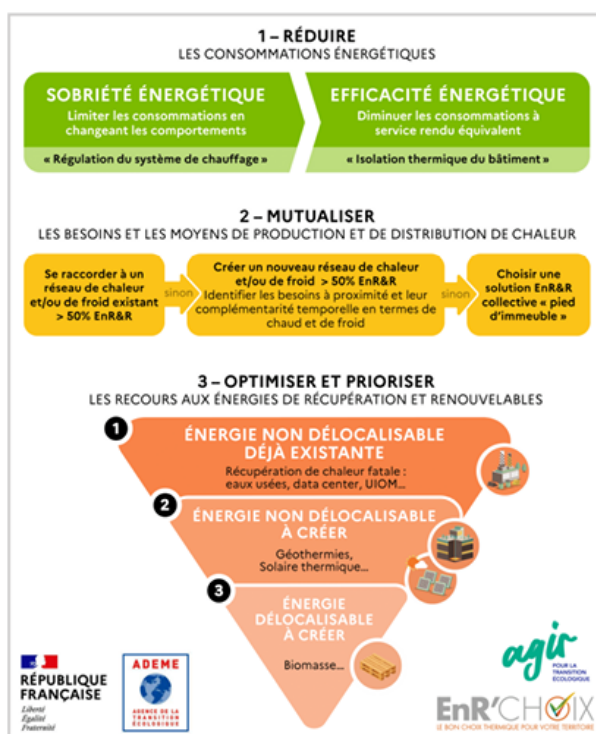 1 – RÉDUIRE
LES CONSOMMATIONS ÉNERGÉTIQUES
SOBRIÉTÉ ÉNERGÉTIQUE
Limiter les consommations en
changeant les comportements
« Régulation du système de chauffage »
EFFICACITÉ ÉNERGÉTIQUE
Diminuer les consommations à
service rendu équivalent
« Isolation thermique du bâtiment »
2 – MUTUALISER
LES BESOINS ET LES MOYENS DE PRODUCTION ET DE DISTRIBUTION DE CHALEUR
Se raccorder à un
réseau de chaleur
et/ou de froid existant
> 50% EnR&R
sinon
Créer un nouveau réseau de chaleur
et/ou de froid > 50% EnR&R
Identifier les besoins à proximité et leur
complémentarité temporelle en termes de
chaud et de froid
sinon
Choisir une
solution EnR&R
collective « pied
d'immeuble »
3 – OPTIMISER ET PRIORISER
LES RECOURS AUX ÉNERGIES DE RÉCUPÉRATION ET RENOUVELABLES
1
ÉNERGIE NON DÉLOCALISABLE
DÉJÀ EXISTANTE
Récupération de chaleur fatale :
eaux usées, data center, UIOM...
2
ÉNERGIE NON DÉLOCALISABLE
À CRÉER
Géothermies,
Solaire thermique...
3
ÉNERGIE
DÉLOCALISABLE
À CRÉER
Biomasse...
RÉPUBLIQUE
FRANÇAISE
Liberté
Égalité
Fraternité
ADEME
AGENCE DE LA
TRANSITION
ÉCOLOGIQUE
agir
POUR LA
TRANSITION
ÉCOLOGIQUE
EnR'CHOIX
LE BON CHOIX THERMIQUE POUR VOTRE TERRITOIRE